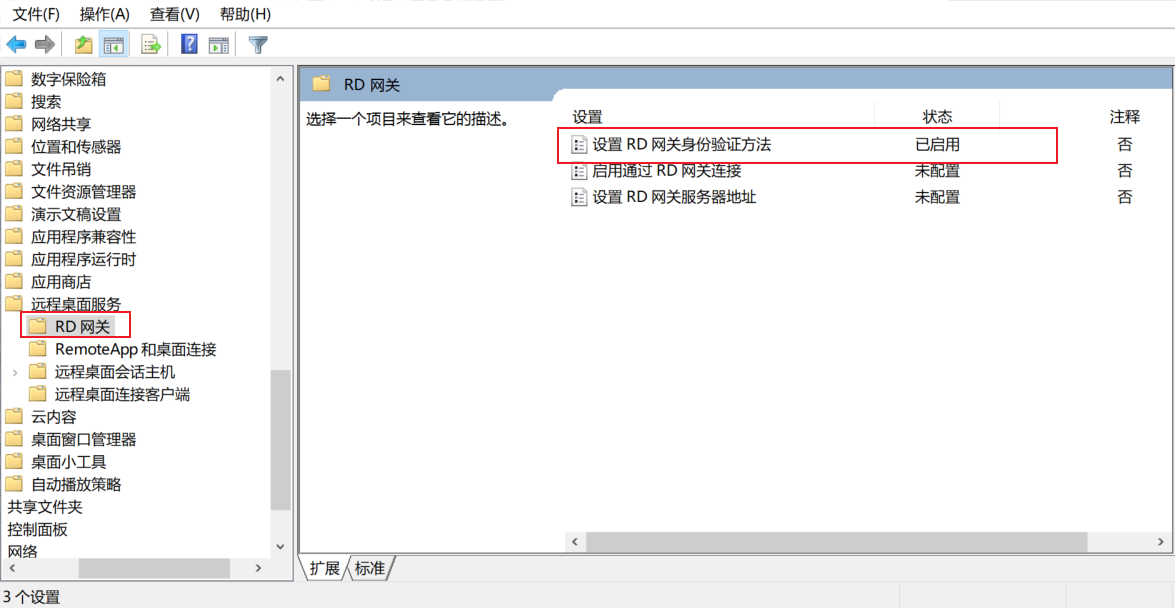 文件(F) 操作(A) 查看(V) 帮助(H)
数字保险箱
搜索
网络共享
位置和传感器
文件吊销
文件资源管理器
演示文稿设置
应用程序兼容性
应用程序运行时
应用商店
远程桌面服务
RD 网关
RemoteApp 和桌面连接
远程桌面会话主机
远程桌面连接客户端
云内容
桌面窗口管理器
桌面小工具
自动播放策略
共享文件夹
控制面板
网络
RD 网关
选择一个项目来查看它的描述。
设置 状态 注释
设置 RD 网关身份验证方法 已启用 否
启用通过 RD 网关连接 未配置 否
设置 RD 网关服务器地址 未配置 否
扩展 标准
3 个设置